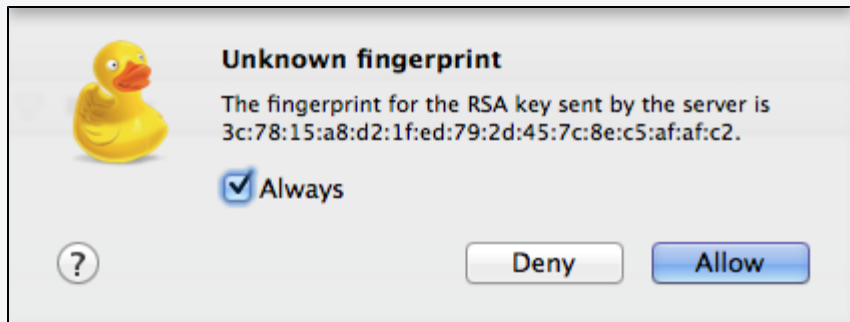 Unknown fingerprint
The fingerprint for the RSA key sent by the server is
3c:78:15:a8:d2:1f:ed:79:2d:45:7c:8e:c5:af:af:c2.
Always
?
Deny
Allow